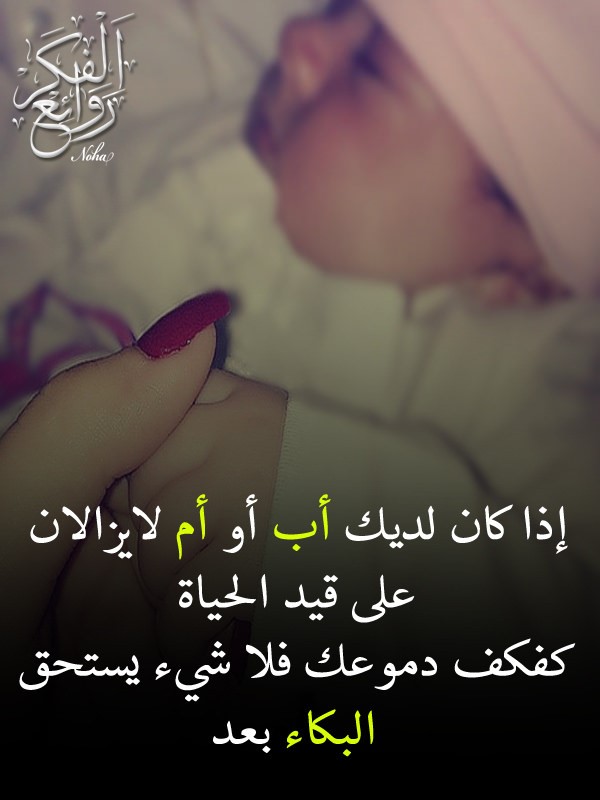 روائع
الفكر
Noha
إذا كان لديك أب أو أم لايزالان
على قيد الحياة
كفكف دموعك فلا شيء يستحق
البكاء بعد